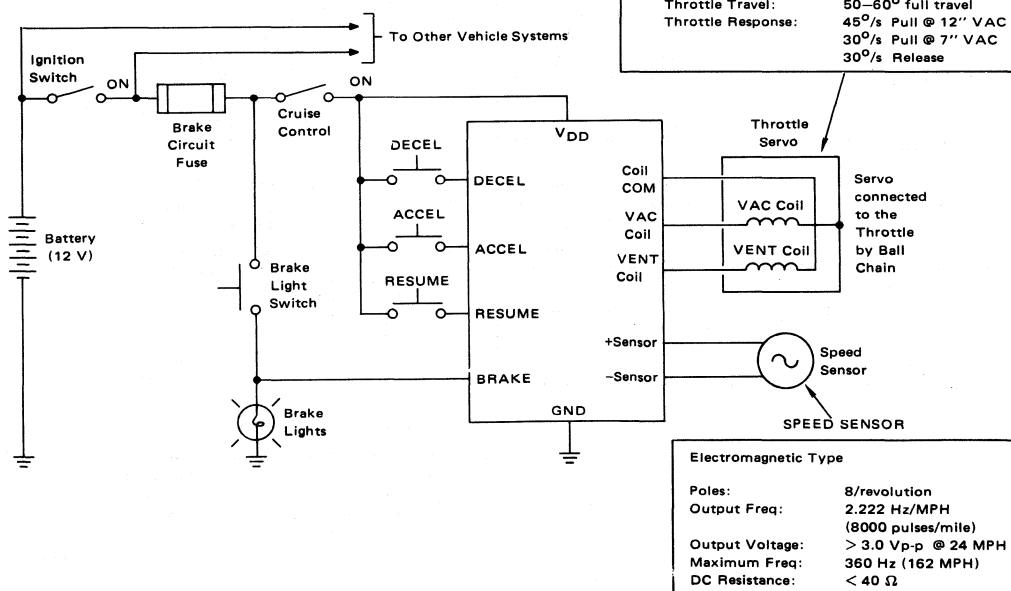 Throttle Travel: 50–60° full travel
Throttle Response: 45°/s Pull @ 12" VAC
30°/s Pull @ 7" VAC
30°/s Release
To Other Vehicle Systems
Ignition
Switch
ON
ON
Brake
Circuit
Fuse
Cruise
Control
VDD
Throttle
Servo
DECEL
DECEL
Coil
COM
VAC Coil
Servo
connected
to the
Throttle
by Ball
Chain
ACCEL
ACCEL
VAC
Coil
VENT Coil
VENT
Coil
Battery
(12 V)
Brake
Light
Switch
RESUME
RESUME
+Sensor
–Sensor
Speed
Sensor
BRAKE
GND
Brake
Lights
SPEED SENSOR
Electromagnetic Type
Poles: 8/revolution
Output Freq: 2.222 Hz/MPH
(8000 pulses/mile)
Output Voltage: > 3.0 Vp-p @ 24 MPH
Maximum Freq: 360 Hz (162 MPH)
DC Resistance: < 40 Ω